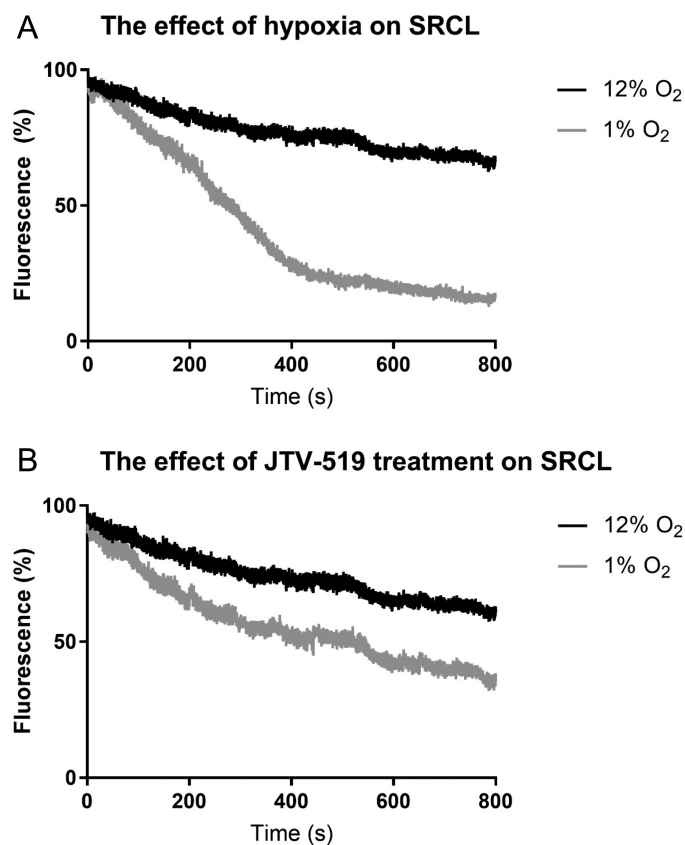 A
The effect of hypoxia on SRCL
100
50
0
Fluorescence (%)
0 200 400 600 800
Time (s)
12% O₂
1% O₂
B
The effect of JTV-519 treatment on SRCL
100
50
0
Fluorescence (%)
0 200 400 600 800
Time (s)
12% O₂
1% O₂